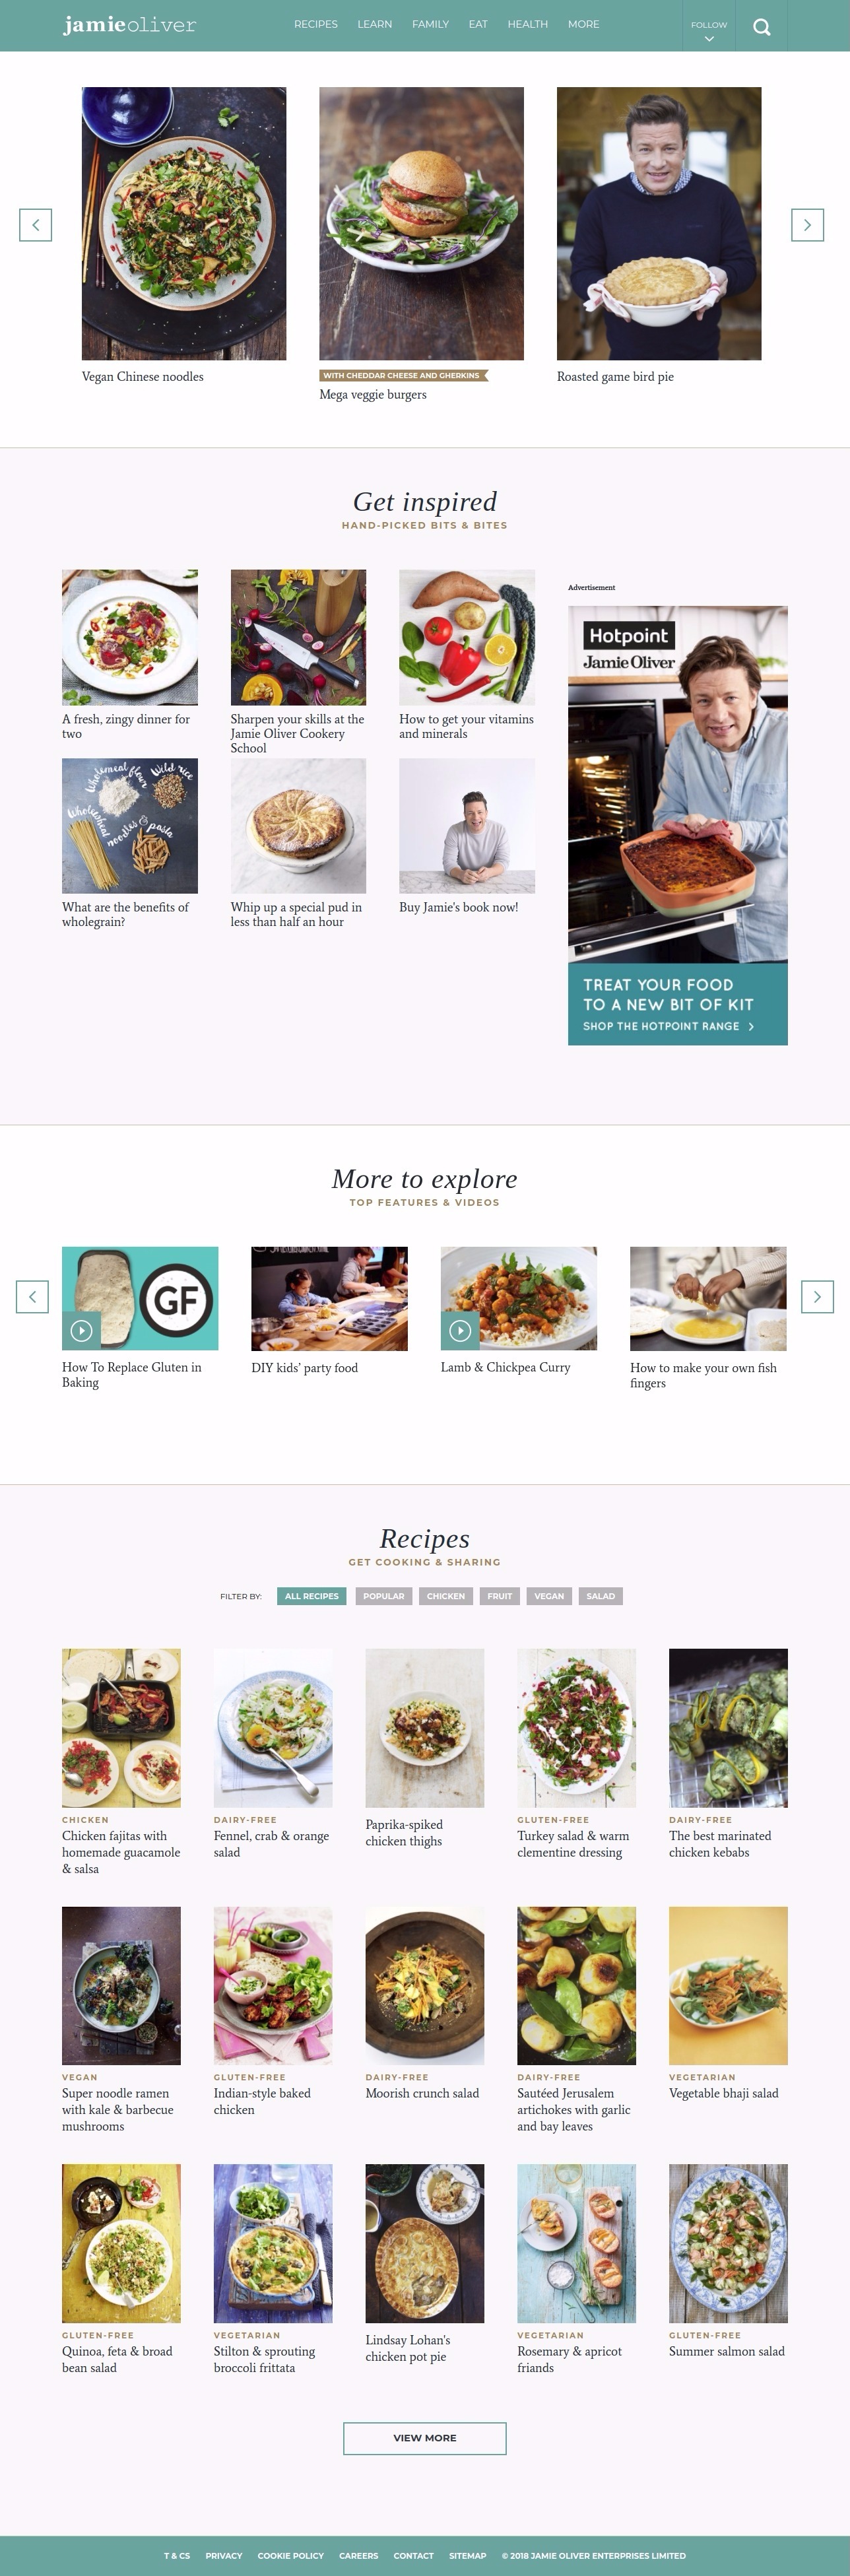 jamieoliver
RECIPES LEARN FAMILY EAT HEALTH MORE
FOLLOW
Vegan Chinese noodles
WITH CHEDDAR CHEESE AND GHERKINS
Mega veggie burgers
Roasted game bird pie
Get inspired
HAND-PICKED BITS & BITES
A fresh, zingy dinner for
two
Sharpen your skills at the
Jamie Oliver Cookery
School
How to get your vitamins
and minerals
Wholemeal flour
Wild rice
Wholewheat
noodles & pasta
What are the benefits of
wholegrain?
Whip up a special pud in
less than half an hour
Buy Jamie's book now!
Advertisement
Hotpoint
Jamie Oliver
TREAT YOUR FOOD
TO A NEW BIT OF KIT
SHOP THE HOTPOINT RANGE
More to explore
TOP FEATURES & VIDEOS
GF
How To Replace Gluten in
Baking
DIY kids' party food
Lamb & Chickpea Curry
How to make your own fish
fingers
Recipes
GET COOKING & SHARING
FILTER BY: ALL RECIPES POPULAR CHICKEN FRUIT VEGAN SALAD
CHICKEN
Chicken fajitas with
homemade guacamole
& salsa
DAIRY-FREE
Fennel, crab & orange
salad
Paprika-spiked
chicken thighs
GLUTEN-FREE
Turkey salad & warm
clementine dressing
DAIRY-FREE
The best marinated
chicken kebabs
VEGAN
Super noodle ramen
with kale & barbecue
mushrooms
GLUTEN-FREE
Indian-style baked
chicken
DAIRY-FREE
Moorish crunch salad
DAIRY-FREE
Sautéed Jerusalem
artichokes with garlic
and bay leaves
VEGETARIAN
Vegetable bhaji salad
GLUTEN-FREE
Quinoa, feta & broad
bean salad
VEGETARIAN
Stilton & sprouting
broccoli frittata
Lindsay Lohan's
chicken pot pie
VEGETARIAN
Rosemary & apricot
friands
GLUTEN-FREE
Summer salmon salad
VIEW MORE
T & CS PRIVACY COOKIE POLICY CAREERS CONTACT SITEMAP © 2018 JAMIE OLIVER ENTERPRISES LIMITED